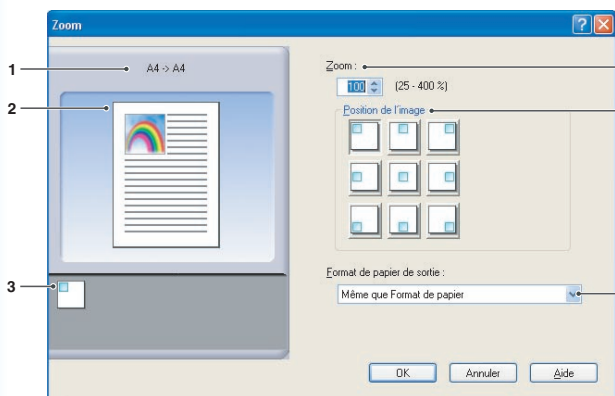 Zoom
1
A4 -> A4
2
3
Zoom :
100
(25 - 400 %)
Position de l'image
Format de papier de sortie :
Même que Format de papier
OK
Annuler
Aide